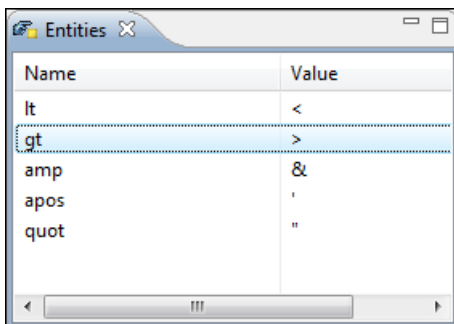 Entities
Name Value
lt <
gt >
amp &
apos '
quot "